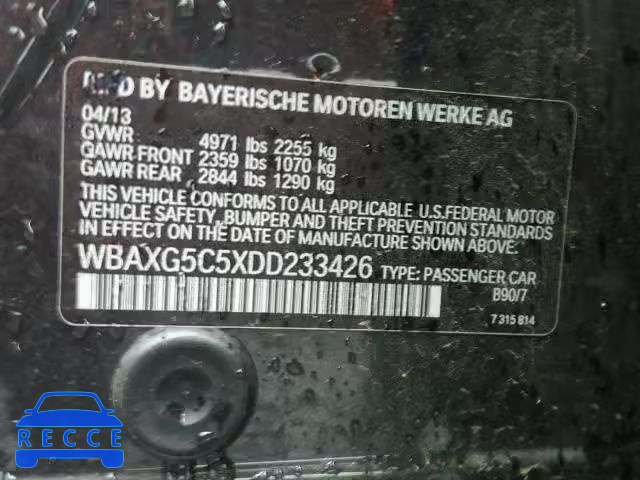 MFD BY BAYERISCHE MOTOREN WERKE AG
04/13
GVWR 4971 lbs 2255 kg
GAWR FRONT 2359 lbs 1070 kg
GAWR REAR 2844 lbs 1290 kg
THIS VEHICLE CONFORMS TO ALL APPLICABLE U.S.FEDERAL MOTOR
VEHICLE SAFETY, BUMPER AND THEFT PREVENTION STANDARDS
IN EFFECT ON THE DATE OF MANUFACTURE SHOWN ABOVE.
WBAXG5C5XDD233426 TYPE: PASSENGER CAR
B90/7
7 315 814
RECCE